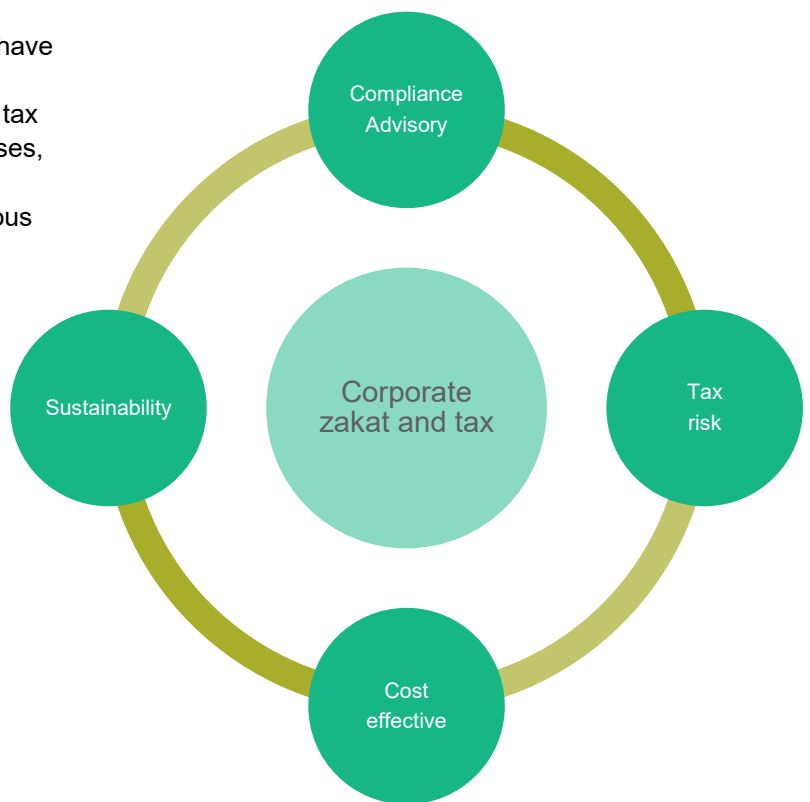 have
tax
ses,
ous
Compliance
Advisory
Sustainability
Corporate
zakat and tax
Tax
risk
Cost
effective